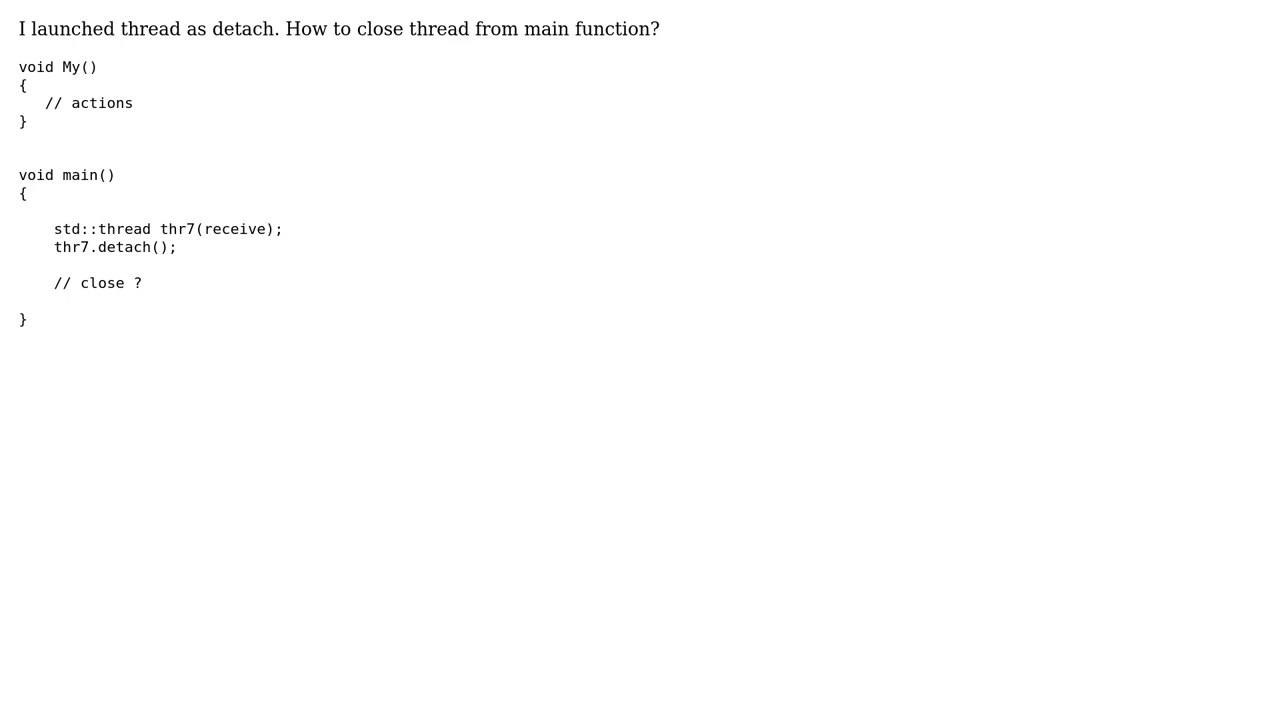 I launched thread as detach. How to close thread from main function?
void My()
{
   // actions
}
void main()
{
    std::thread thr7(receive);
    thr7.detach();
    // close ?
}